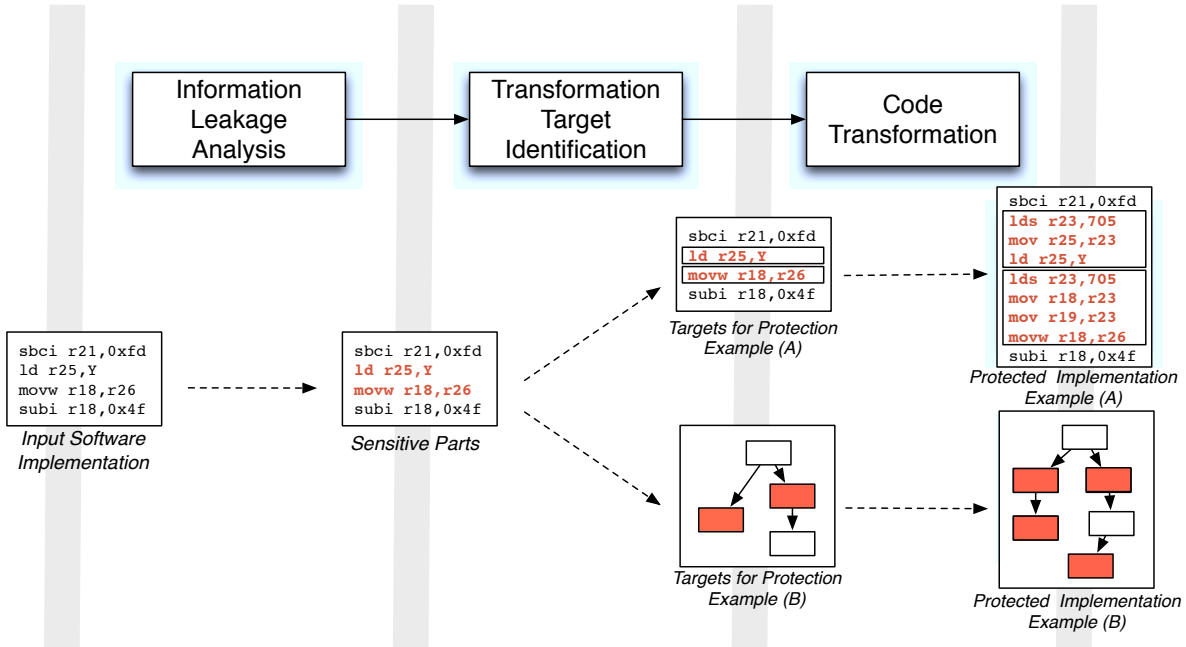 Information
Leakage
Analysis
Transformation
Target
Identification
Code
Transformation
sbci r21,0xfd
ld r25,Y
movw r18,r26
subi r18,0x4f
Input Software
Implementation
sbci r21,0xfd
ld r25,Y
movw r18,r26
subi r18,0x4f
Sensitive Parts
sbci r21,0xfd
ld r25,Y
movw r18,r26
subi r18,0x4f
Targets for Protection
Example (A)
sbci r21,0xfd
lds r23,705
mov r25,r23
ld r25,Y
lds r23,705
mov r18,r23
mov r19,r23
movw r18,r26
subi r18,0x4f
Protected Implementation
Example (A)
Targets for Protection
Example (B)
Protected Implementation
Example (B)